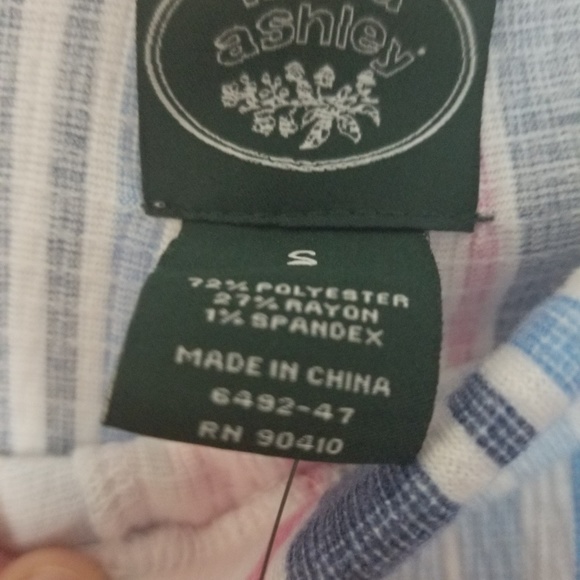 ashley
S
72% POLYESTER
27% RAYON
1% SPANDEX
MADE IN CHINA
6492-47
RN 90410